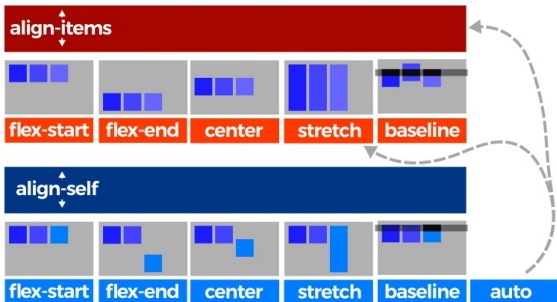 align-items
flex-start flex-end center stretch baseline
align-self
flex-start flex-end center stretch baseline auto